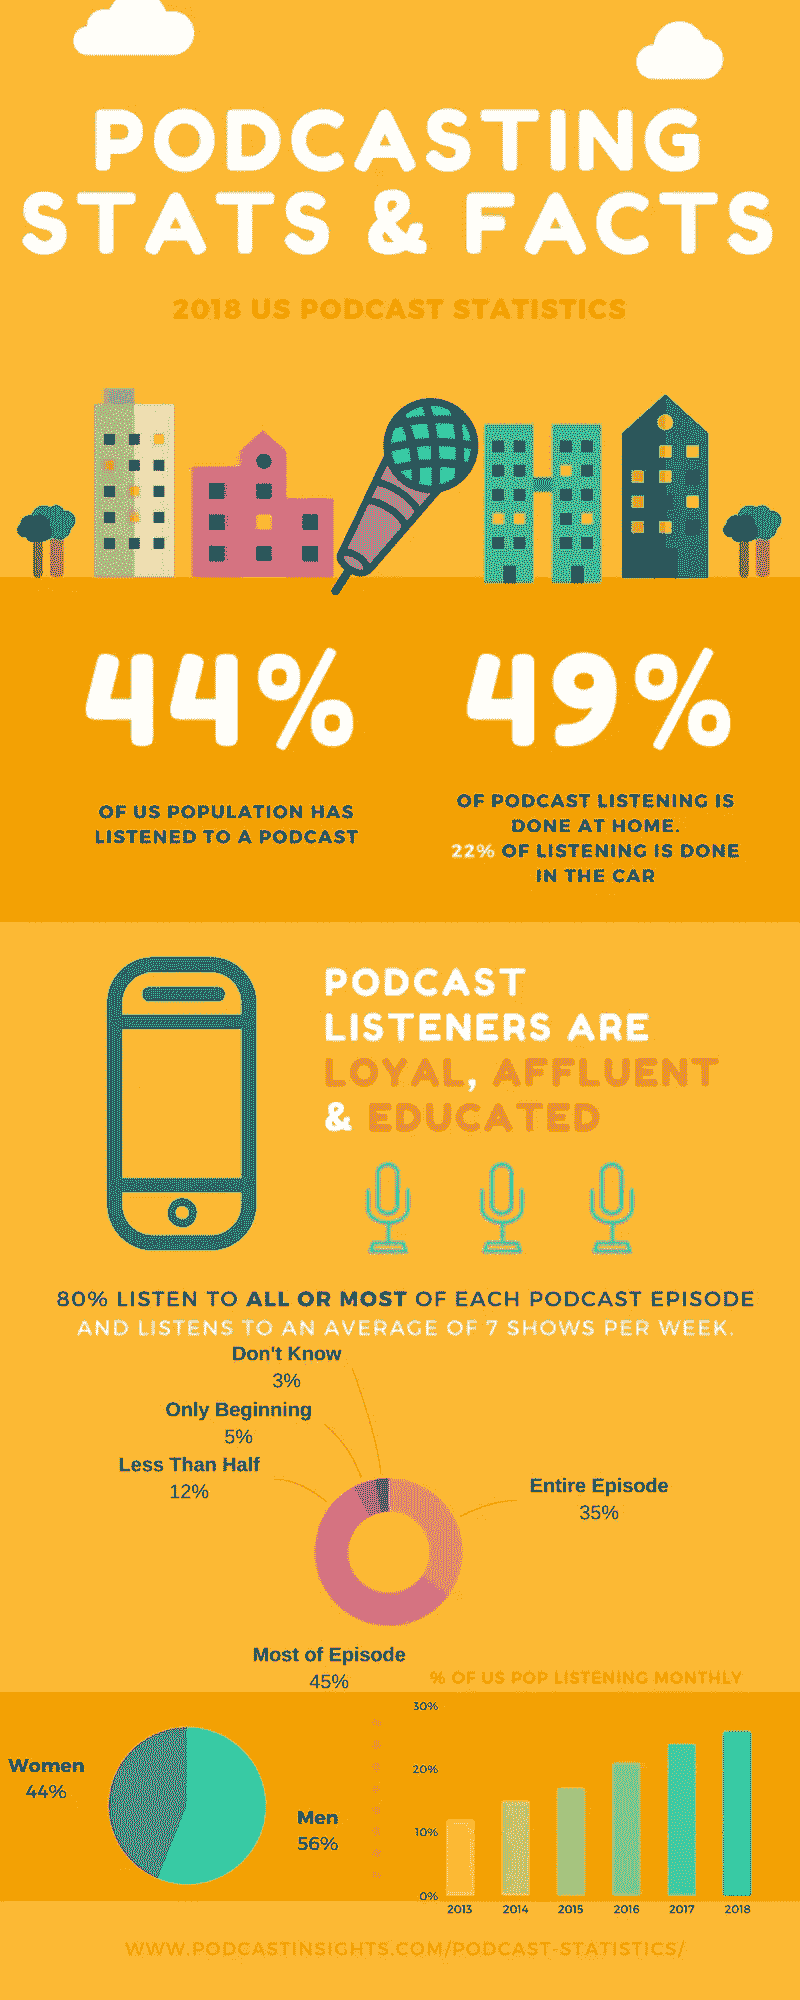 PODCASTING
STATS & FACTS
2018 US PODCAST STATISTICS
44%
OF US POPULATION HAS
LISTENED TO A PODCAST
49%
OF PODCAST LISTENING IS
DONE AT HOME.
22% OF LISTENING IS DONE
IN THE CAR
PODCAST
LISTENERS ARE
LOYAL, AFFLUENT
& EDUCATED
80% LISTEN TO ALL OR MOST OF EACH PODCAST EPISODE
AND LISTENS TO AN AVERAGE OF 7 SHOWS PER WEEK.
Don't Know
3%
Only Beginning
5%
Less Than Half
12%
Entire Episode
35%
Most of Episode
45%
Women
44%
Men
56%
% OF US POP LISTENING MONTHLY
30%
20%
10%
0%
2013 2014 2015 2016 2017 2018
WWW.PODCASTINSIGHTS.COM/PODCAST-STATISTICS/